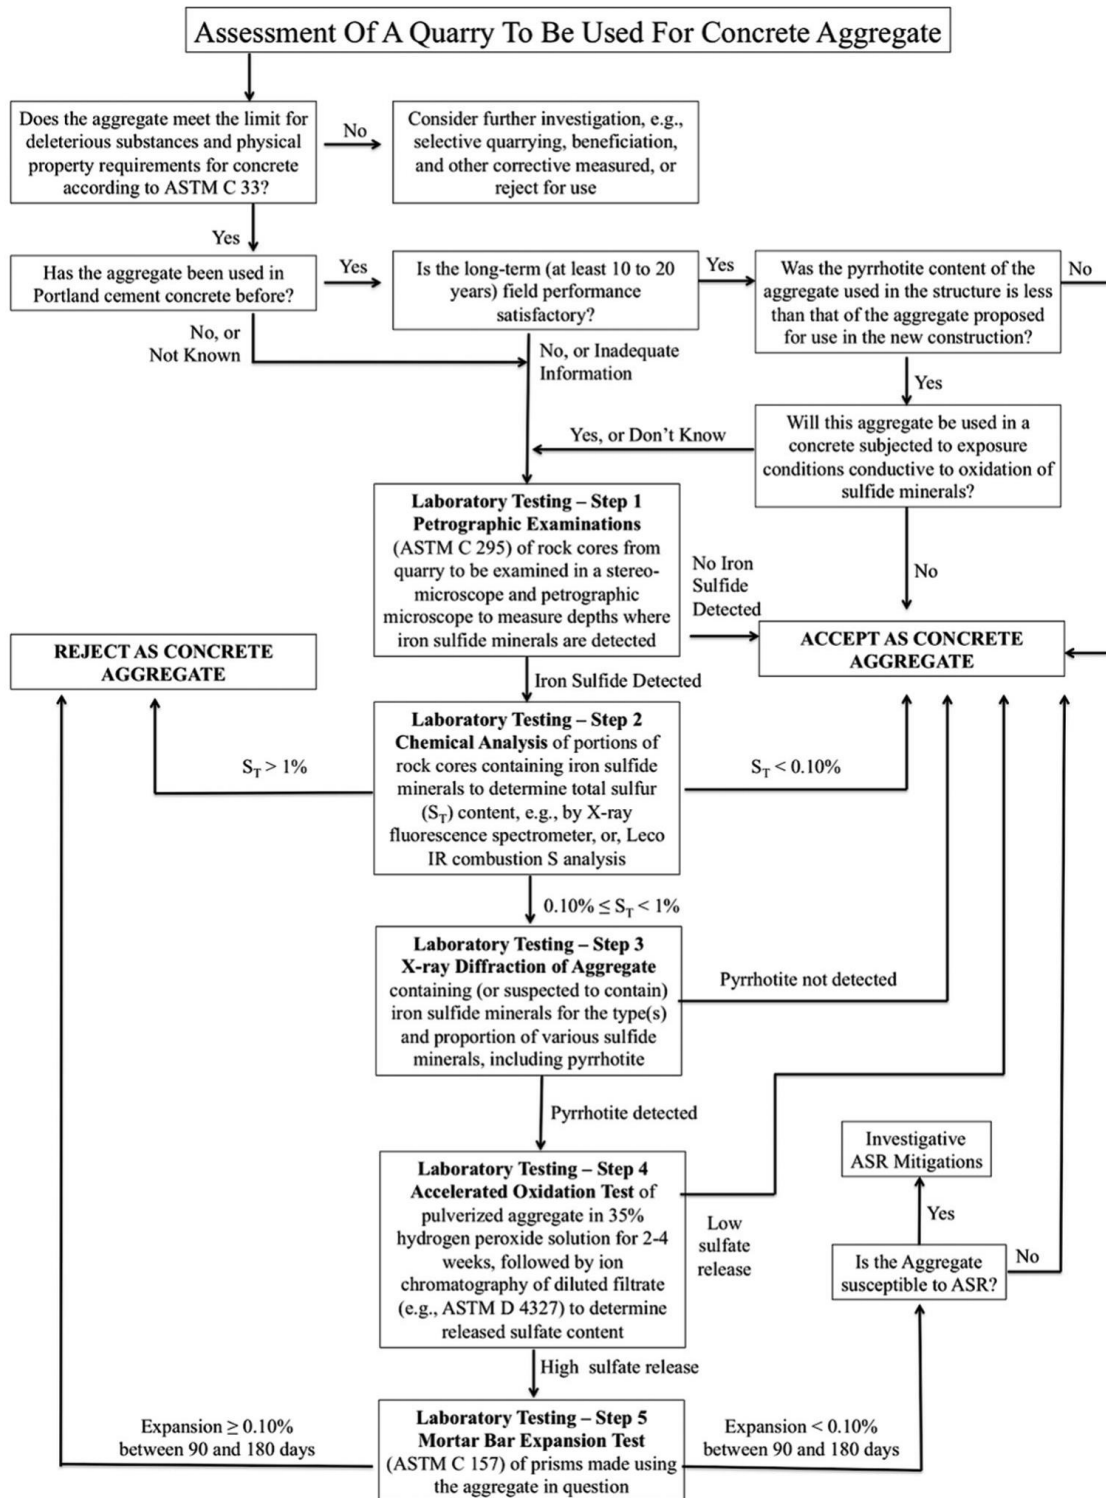 Assessment Of A Quarry To Be Used For Concrete Aggregate
Does the aggregate meet the limit for
deleterious substances and physical
property requirements for concrete
according to ASTM C 33?
No
Consider further investigation, e.g.,
selective quarrying, beneficiation,
and other corrective measured, or
reject for use
Yes
Has the aggregate been used in
Portland cement concrete before?
Yes
Is the long-term (at least 10 to 20
years) field performance
satisfactory?
Yes
Was the pyrrhotite content of the
aggregate used in the structure is less
than that of the aggregate proposed
for use in the new construction?
No
No, or
Not Known
No, or Inadequate
Information
Yes
Will this aggregate be used in a
concrete subjected to exposure
conditions conductive to oxidation of
sulfide minerals?
Yes, or Don't Know
No
Laboratory Testing – Step 1
Petrographic Examinations
(ASTM C 295) of rock cores from
quarry to be examined in a stereo-
microscope and petrographic
microscope to measure depths where
iron sulfide minerals are detected
No Iron
Sulfide
Detected
ACCEPT AS CONCRETE
AGGREGATE
REJECT AS CONCRETE
AGGREGATE
Iron Sulfide Detected
Laboratory Testing – Step 2
Chemical Analysis of portions of
rock cores containing iron sulfide
minerals to determine total sulfur
(S_T) content, e.g., by X-ray
fluorescence spectrometer, or, Leco
IR combustion S analysis
S_T > 1%
S_T < 0.10%
0.10% ≤ S_T < 1%
Laboratory Testing – Step 3
X-ray Diffraction of Aggregate
containing (or suspected to contain)
iron sulfide minerals for the type(s)
and proportion of various sulfide
minerals, including pyrrhotite
Pyrrhotite not detected
Pyrrhotite detected
Laboratory Testing – Step 4
Accelerated Oxidation Test of
pulverized aggregate in 35%
hydrogen peroxide solution for 2-4
weeks, followed by ion
chromatography of diluted filtrate
(e.g., ASTM D 4327) to determine
released sulfate content
Low
sulfate
release
Investigative
ASR Mitigations
Yes
Is the Aggregate
susceptible to ASR?
No
High sulfate release
Laboratory Testing – Step 5
Mortar Bar Expansion Test
(ASTM C 157) of prisms made using
the aggregate in question
Expansion ≥ 0.10%
between 90 and 180 days
Expansion < 0.10%
between 90 and 180 days